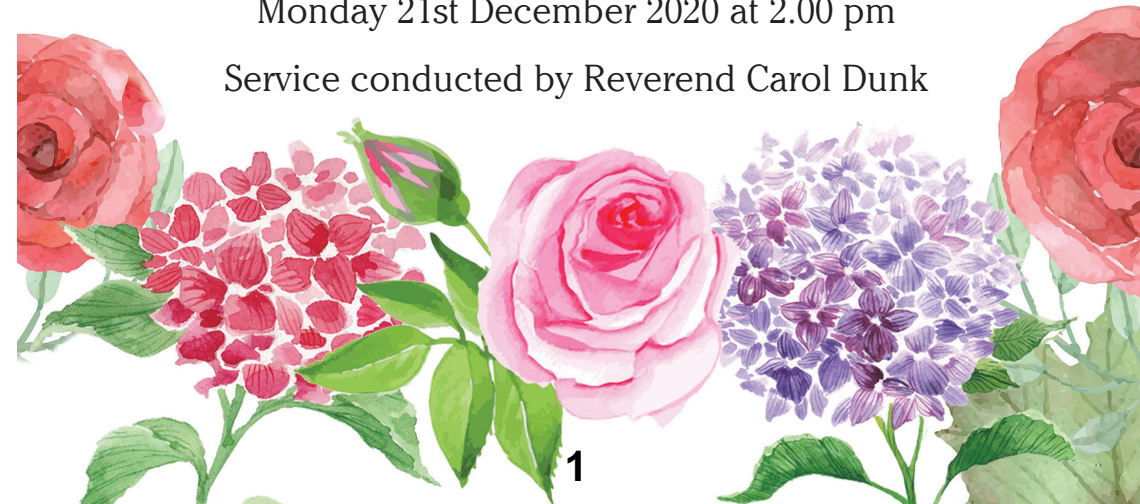 Monday 21st December 2020 at 2.00 pm
Service conducted by Reverend Carol Dunk
1